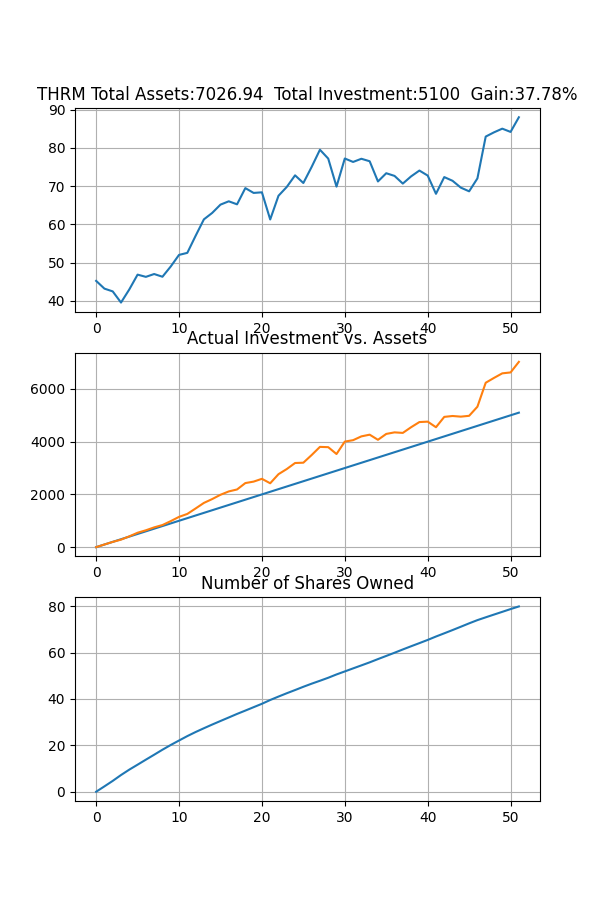 THRM Total Assets:7026.94  Total Investment:5100  Gain:37.78%
90
80
70
60
50
40
0 10 20 30 40 50
Actual Investment vs. Assets
6000
4000
2000
0
0 10 20 30 40 50
Number of Shares Owned
80
60
40
20
0
0 10 20 30 40 50